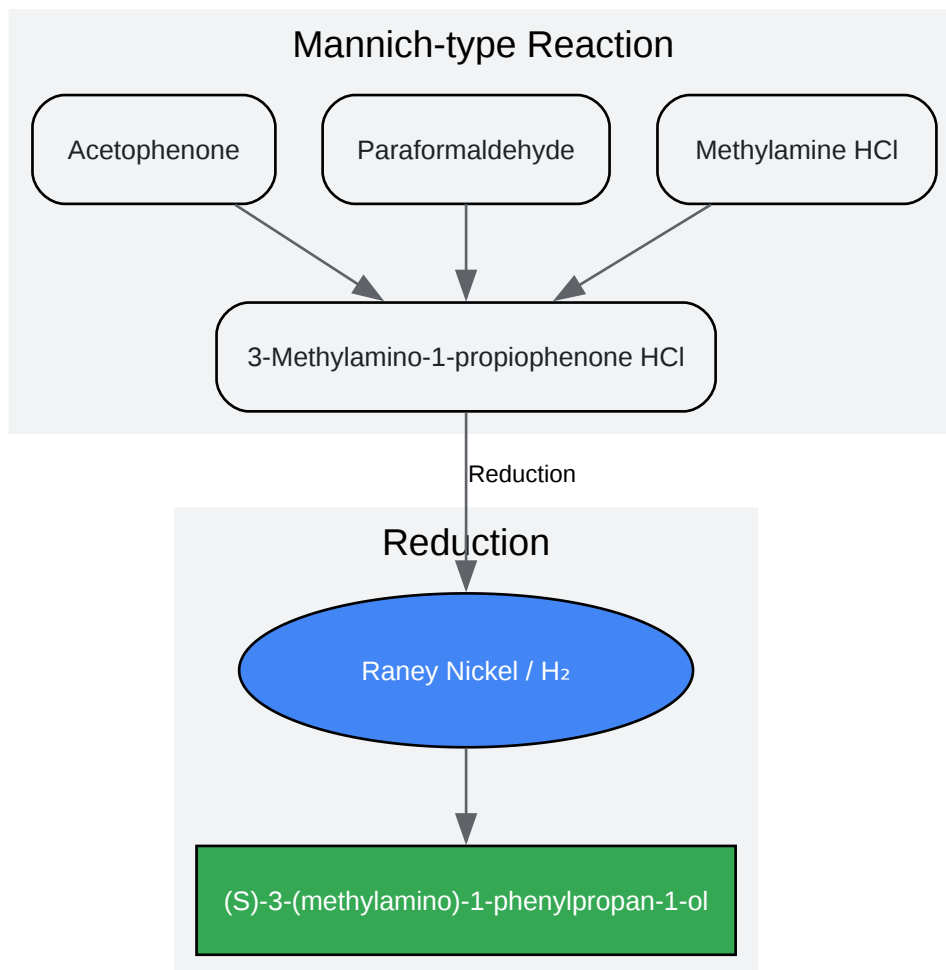 Mannich-type Reaction
Acetophenone
Paraformaldehyde
Methylamine HCl
3-Methylamino-1-propiophenone HCl
Reduction
Reduction
Raney Nickel / H₂
(S)-3-(methylamino)-1-phenylpropan-1-ol